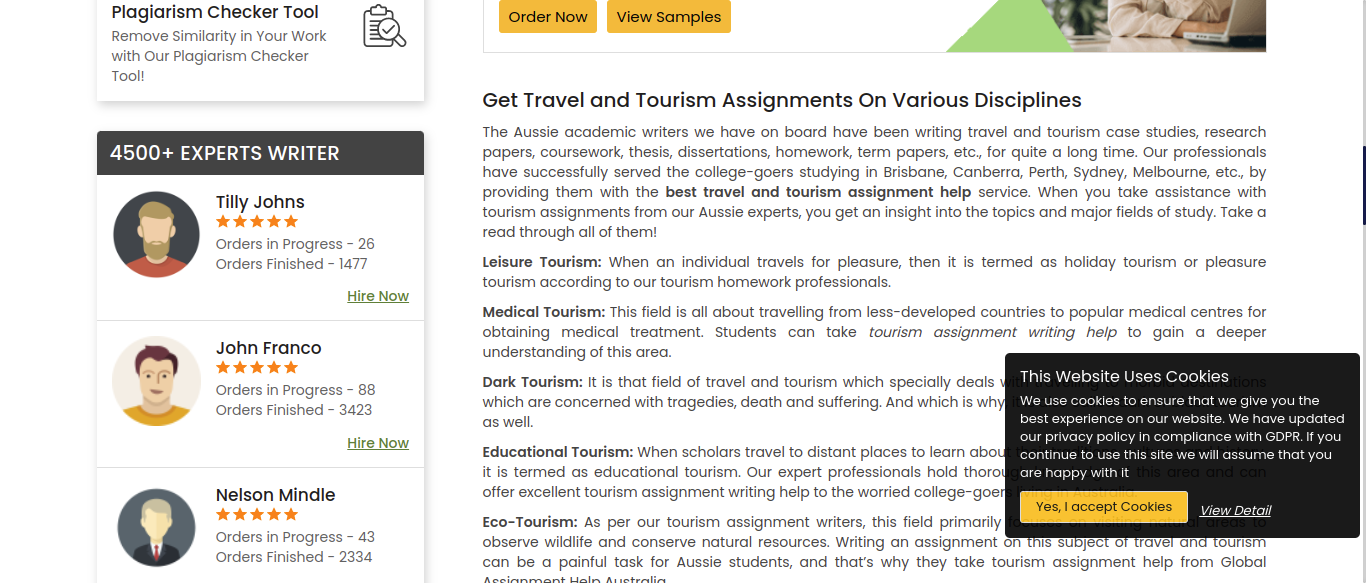 Plagiarism Checker Tool
Remove Similarity in Your Work
with Our Plagiarism Checker
Tool!
4500+ EXPERTS WRITER
Tilly Johns
Orders in Progress - 26
Orders Finished - 1477
Hire Now
John Franco
Orders in Progress - 88
Orders Finished - 3423
Hire Now
Nelson Mindle
Orders in Progress - 43
Orders Finished - 2334
Order Now
View Samples
Get Travel and Tourism Assignments On Various Disciplines
The Aussie academic writers we have on board have been writing travel and tourism case studies, research
papers, coursework, thesis, dissertations, homework, term papers, etc., for quite a long time. Our professionals
have successfully served the college-goers studying in Brisbane, Canberra, Perth, Sydney, Melbourne, etc., by
providing them with the best travel and tourism assignment help service. When you take assistance with
tourism assignments from our Aussie experts, you get an insight into the topics and major fields of study. Take a
read through all of them!
Leisure Tourism: When an individual travels for pleasure, then it is termed as holiday tourism or pleasure
tourism according to our tourism homework professionals.
Medical Tourism: This field is all about travelling from less-developed countries to popular medical centres for
obtaining medical treatment. Students can take tourism assignment writing help to gain a deeper
understanding of this area.
Dark Tourism: It is that field of travel and tourism which specially deals with travelling to morbid destinations
which are concerned with tragedies, death and suffering. And which is why
as well.
Educational Tourism: When scholars travel to distant places to learn about
it is termed as educational tourism. Our expert professionals hold thorough this area and can
offer excellent tourism assignment writing help to the worried college-goers living in Australia.
Eco-Tourism: As per our tourism assignment writers, this field primarily focuses on visiting natural areas to
observe wildlife and conserve natural resources. Writing an assignment on this subject of travel and tourism
can be a painful task for Aussie students, and that's why they take tourism assignment help from Global
Assignment Help Australia.
This Website Uses Cookies
We use cookies to ensure that we give you the
best experience on our website. We have updated
our privacy policy in compliance with GDPR. If you
continue to use this site we will assume that you
are happy with it
Yes, I accept Cookies
View Detail